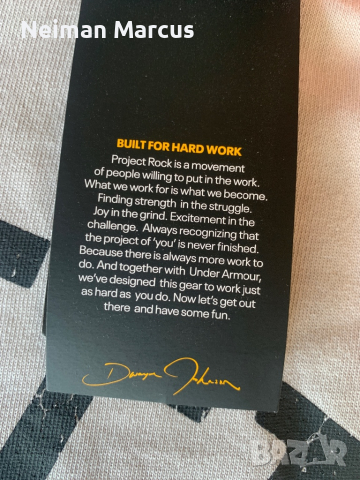 Neiman Marcus
BUILT FOR HARD WORK
Project Rock is a movement
of people willing to put in the work.
What we work for is what we become.
Finding strength in the struggle.
Joy in the grind. Excitement in the
challenge. Always recognizing that
the project of 'you' is never finished.
Because there is always more work to
do. And together with Under Armour,
we've designed this gear to work just
as hard as you do. Now let's get out
there and have some fun.
Dwayne Johnson
BAZAR